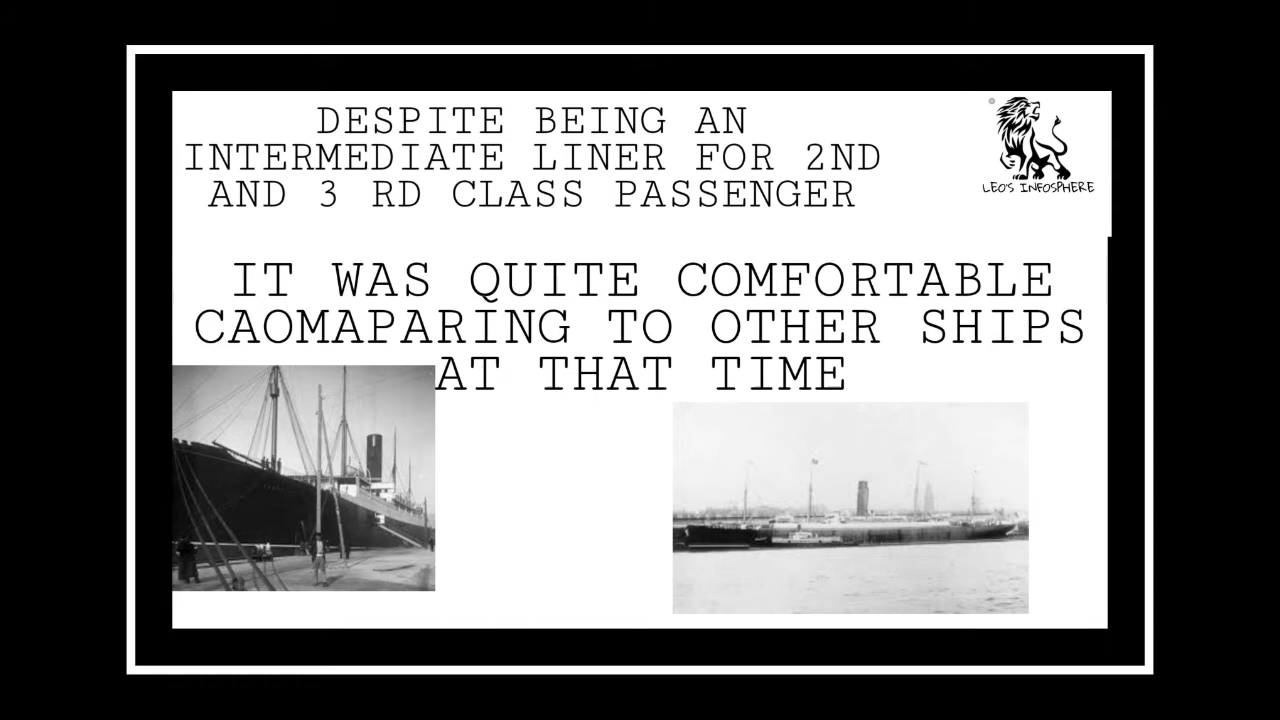 DESPITE BEING AN
INTERMEDIATE LINER FOR 2ND
AND 3 RD CLASS PASSENGER
LEO'S INFOSPHERE
IT WAS QUITE COMFORTABLE
CAOMAPARING TO OTHER SHIPS
AT THAT TIME